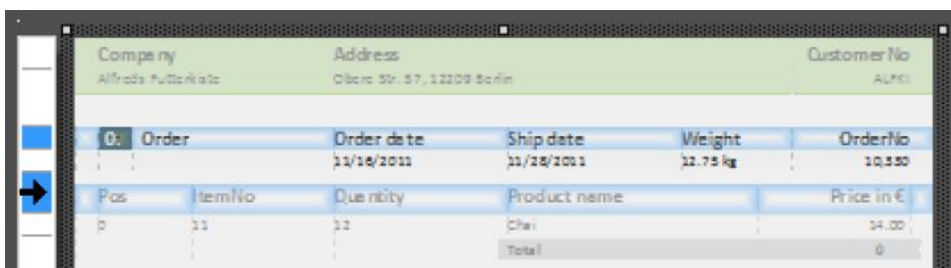 Company Address CustomerNo
Alfreds Futterkiste Obere Str. 57, 12209 Berlin ALFKI
Order Order date Ship date Weight OrderNo
11/16/2011 11/28/2011 12.75 kg 10,330
Pos ItemNo Quantity Product name Price in €
0 11 12 Chai 14.00
Total 0